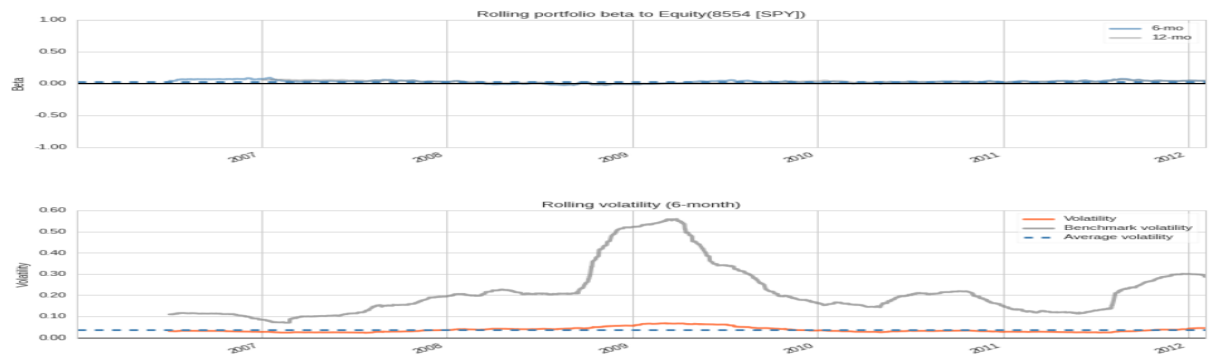 Rolling portfolio beta to Equity(8554 [SPY])
1.00
6-mo
12-mo
0.50
0.00
-0.50
-1.00
Beta
2007
2008
2009
2010
2011
2012
Rolling volatility (6-month)
0.60
Volatility
Benchmark volatility
Average volatility
0.50
0.40
0.30
0.20
0.10
0.00
Volatility
2007
2008
2009
2010
2011
2012